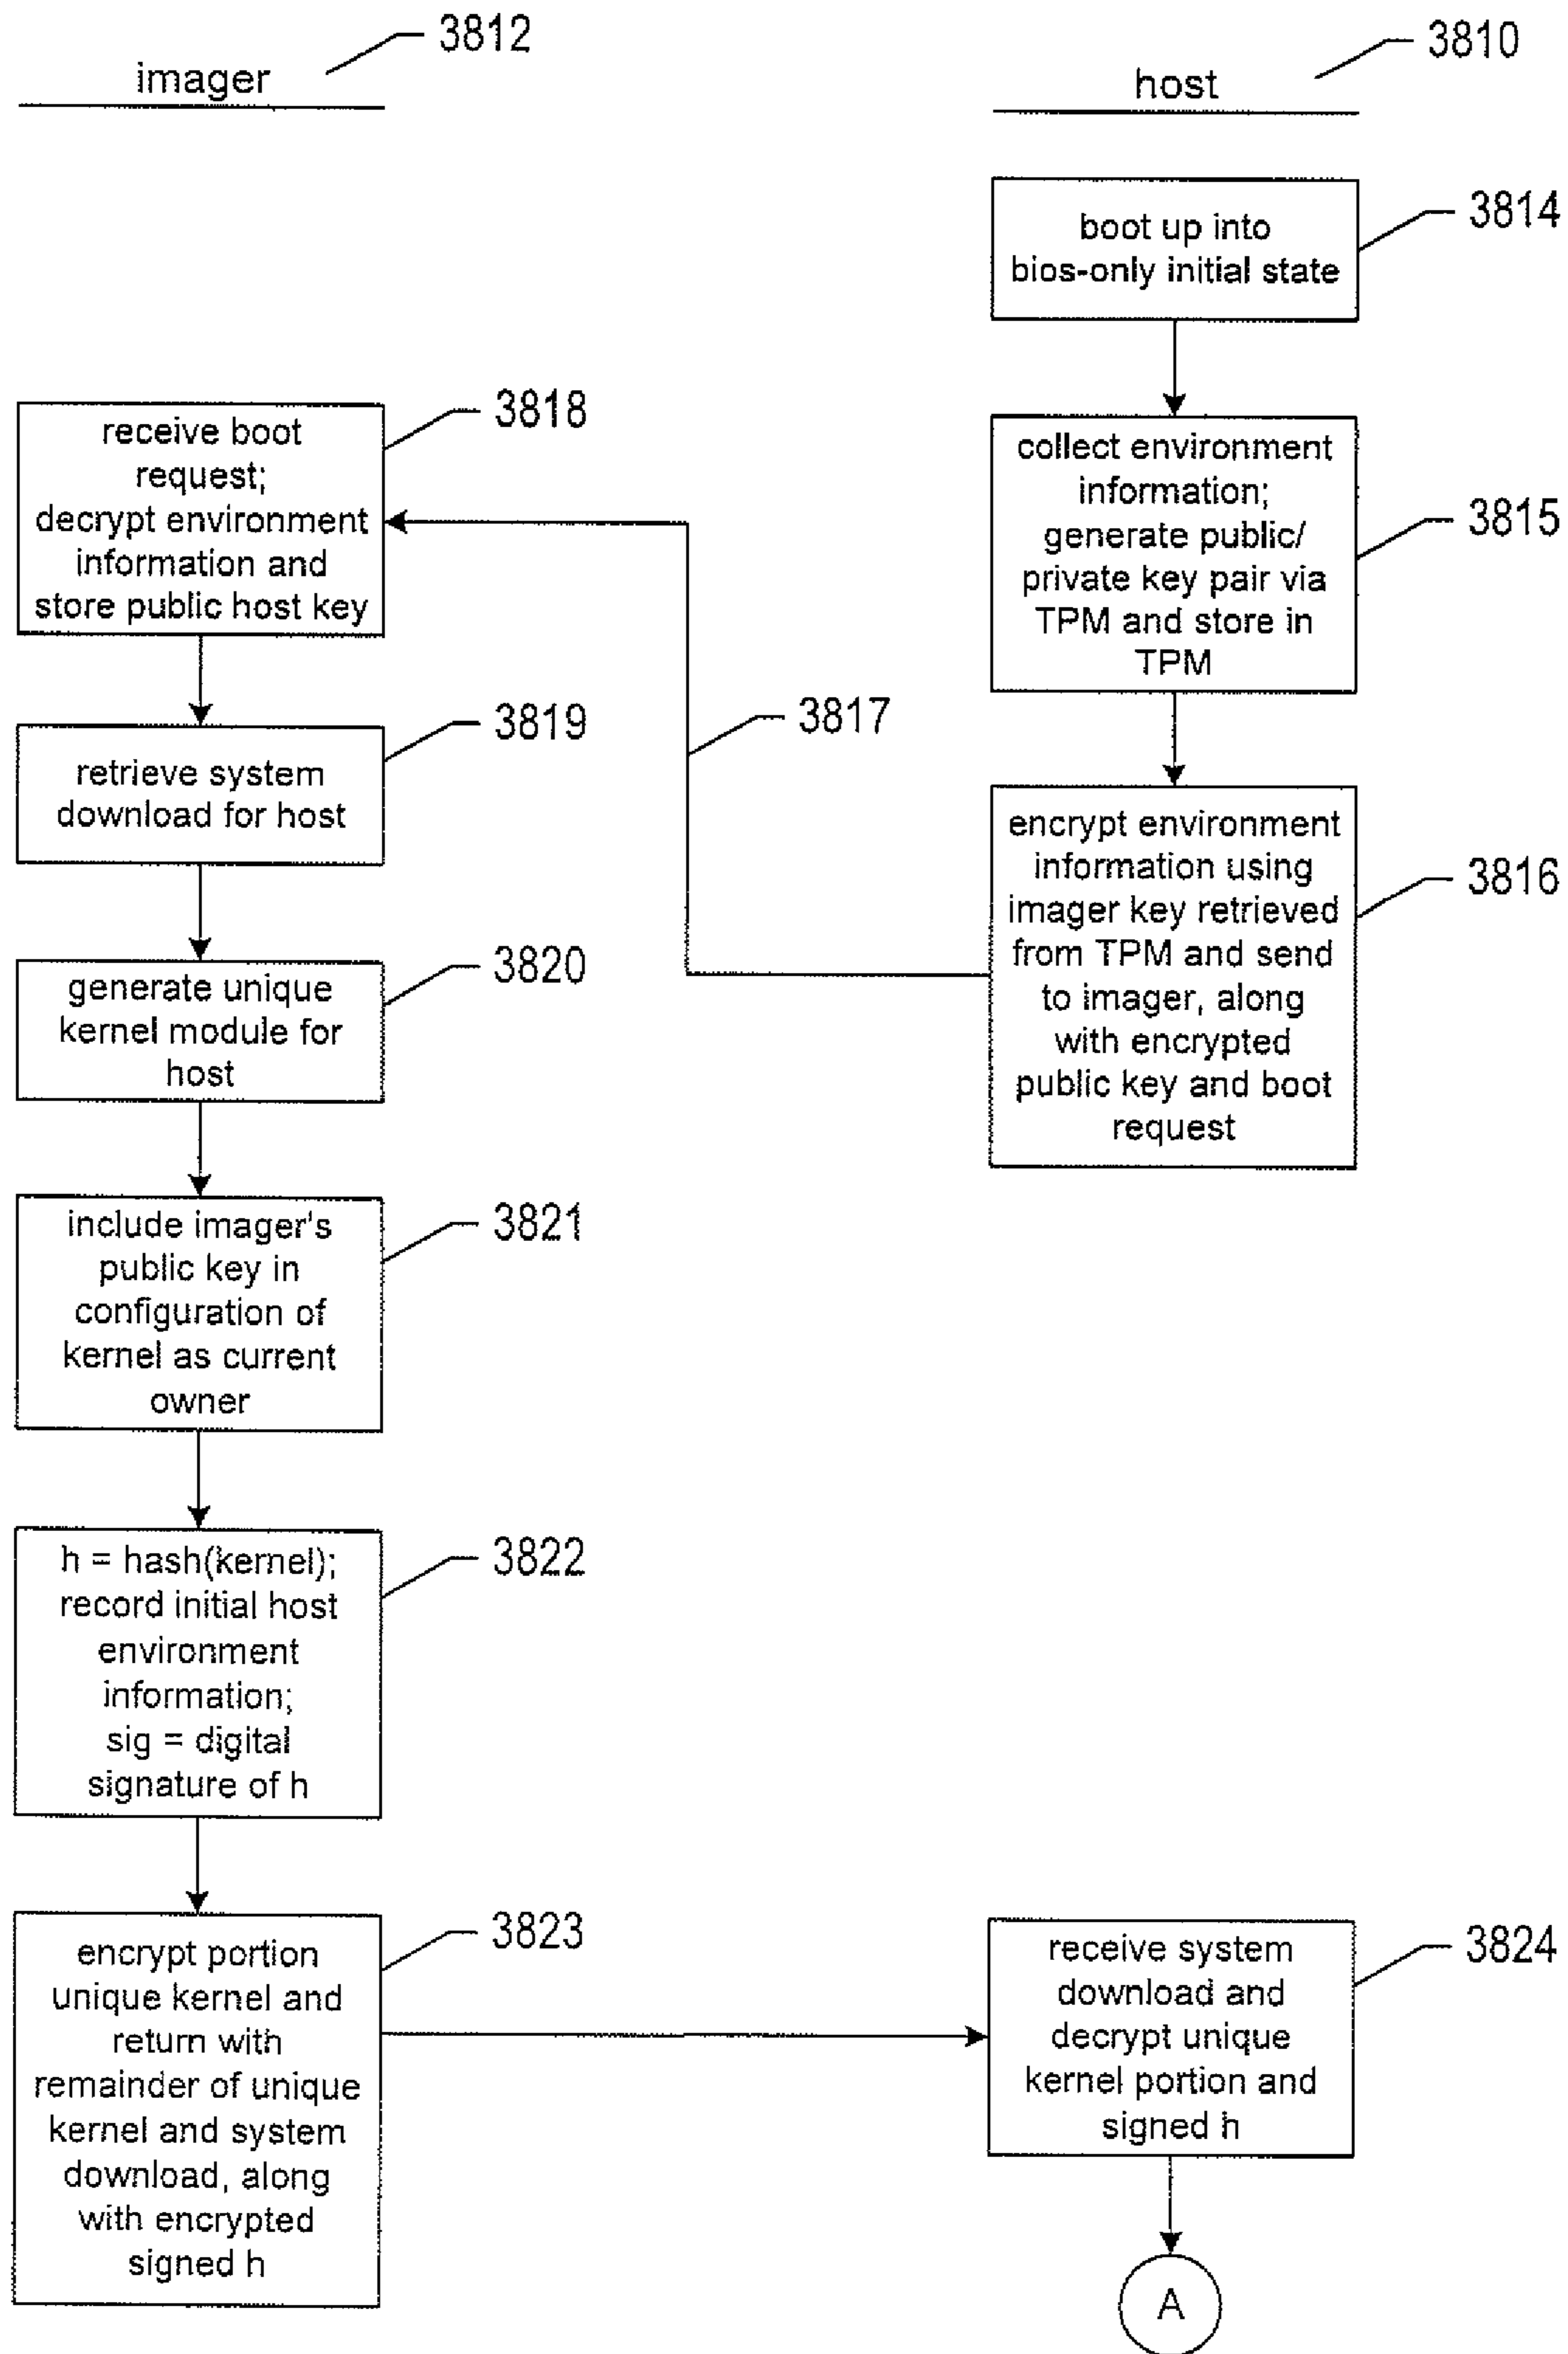 3812
imager
3810
host
boot up into
bios-only initial state
3814
collect environment
information;
generate public/
private key pair via
TPM and store in
TPM
3815
encrypt environment
information using
imager key retrieved
from TPM and send
to imager, along
with encrypted
public key and boot
request
3816
3817
receive boot
request;
decrypt environment
information and
store public host key
3818
retrieve system
download for host
3819
generate unique
kernel module for
host
3820
include imager's
public key in
configuration of
kernel as current
owner
3821
h = hash(kernel);
record initial host
environment
information;
sig = digital
signature of h
3822
encrypt portion
unique kernel and
return with
remainder of unique
kernel and system
download, along
with encrypted
signed h
3823
receive system
download and
decrypt unique
kernel portion and
signed h
3824
A